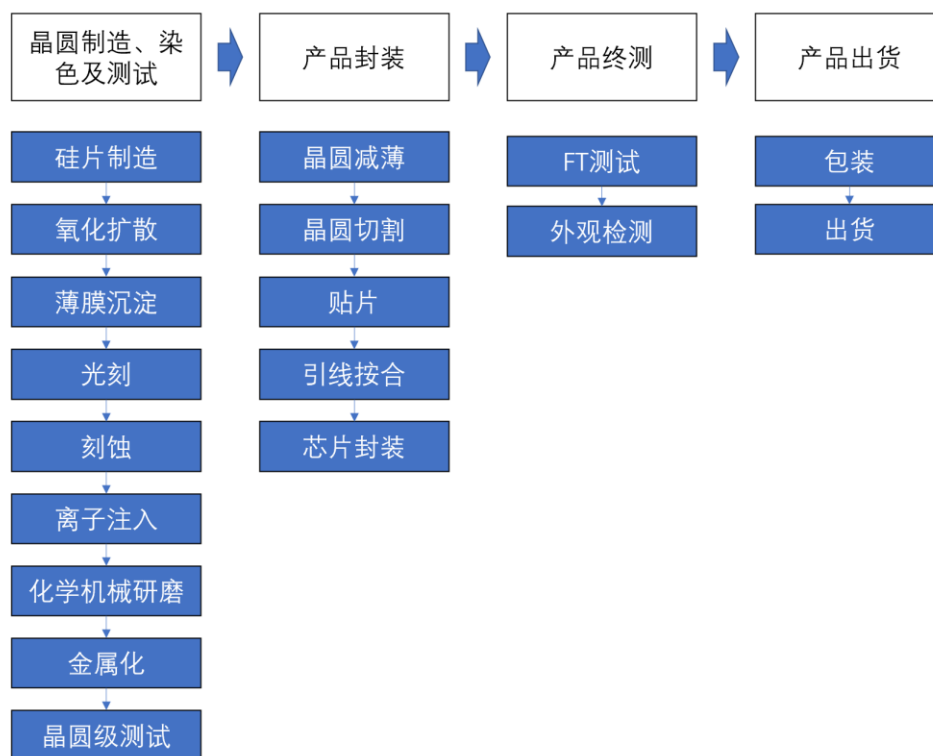 晶圆制造、染
色及测试
产品封装
产品终测
产品出货
硅片制造
氧化扩散
薄膜沉淀
光刻
刻蚀
离子注入
化学机械研磨
金属化
晶圆级测试
晶圆减薄
晶圆切割
贴片
引线按合
芯片封装
FT测试
外观检测
包装
出货